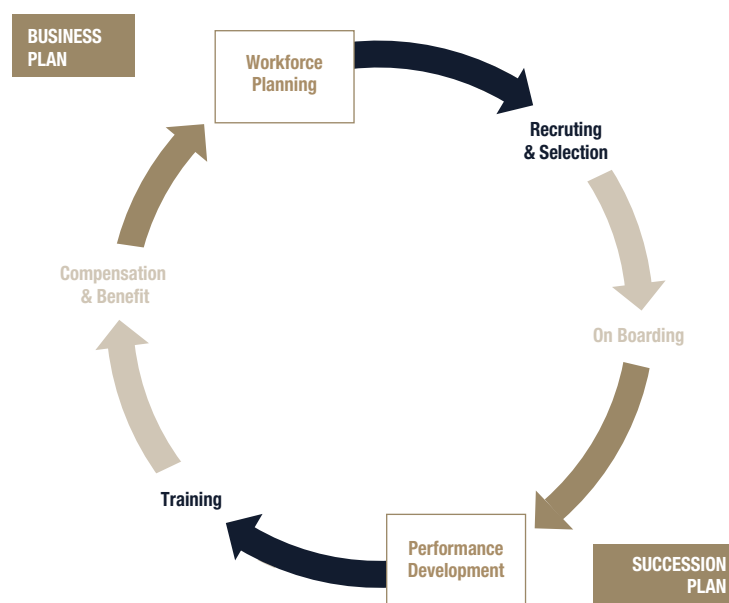 BUSINESS
PLAN
Workforce
Planning
Recruting
& Selection
Compensation
& Benefit
On Boarding
Training
Performance
Development
SUCCESSION
PLAN